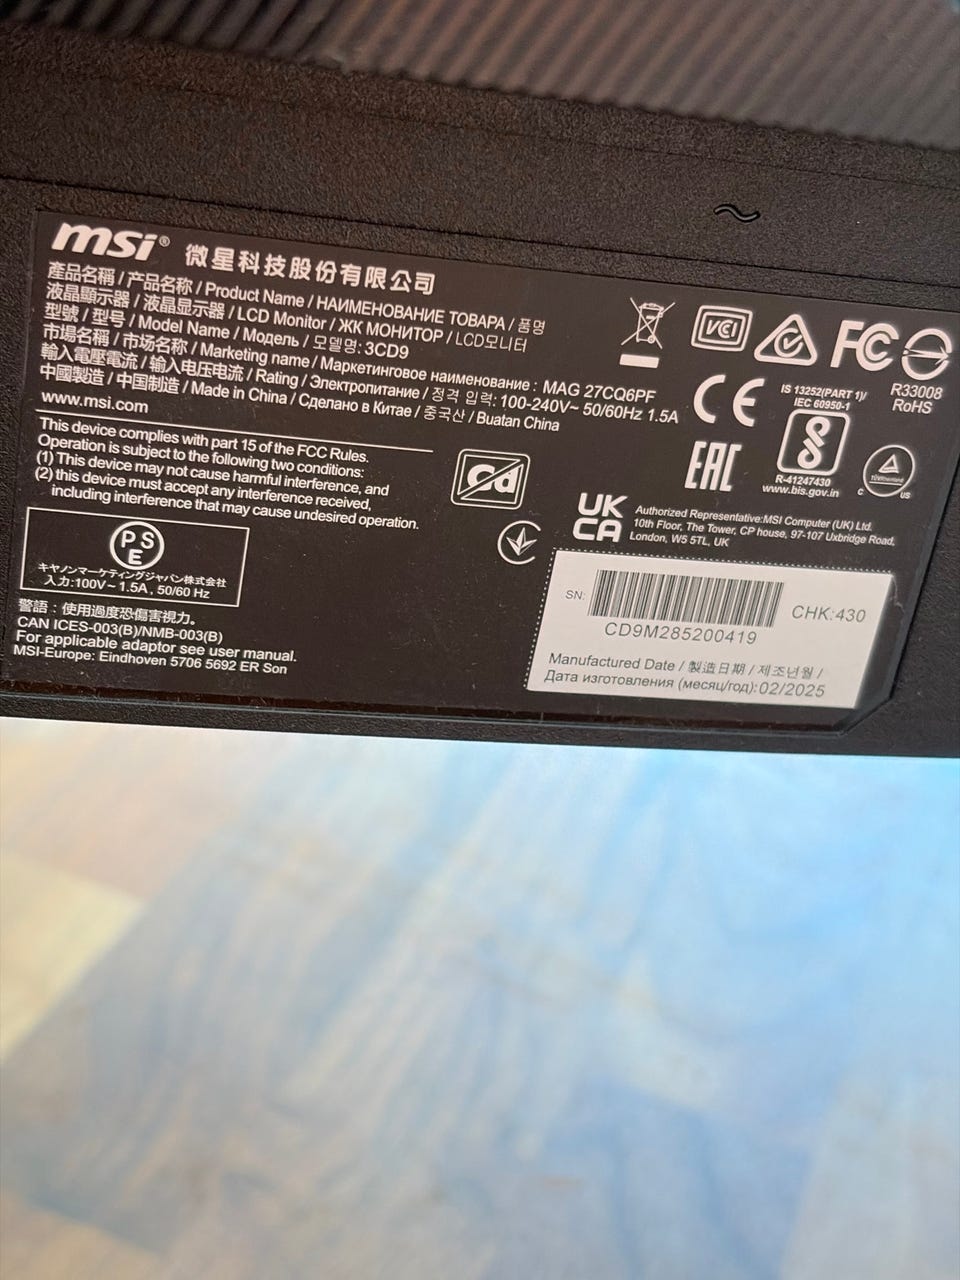 msi® 微星科技股份有限公司
產品名稱 / 产品名称 / Product Name / НАИМЕНОВАНИЕ ТОВАРА / 품명
液晶顯示器 / 液晶显示器 / LCD Monitor / ЖК МОНИТОР / LCD모니터
型號 / 型号 / Model Name / Модель / 모델명: 3CD9
市場名稱 / 市场名称 / Marketing name / Маркетинговое наименование : MAG 27CQ6PF
輸入電壓電流 / 输入电压电流 / Rating / Электропитание / 정격 입력: 100-240V~ 50/60Hz 1.5A
中國製造 / 中国制造 / Made in China / Сделано в Китае / 중국산 / Buatan China
www.msi.com
This device complies with part 15 of the FCC Rules.
Operation is subject to the following two conditions:
(1) This device may not cause harmful interference, and
(2) this device must accept any interference received,
including interference that may cause undesired operation.
PSE
キヤノンマーケティングジャパン株式会社
入力:100V~1.5A, 50/60 Hz
警語：使用過度恐傷害視力。
CAN ICES-003(B)/NMB-003(B)
For applicable adaptor see user manual.
MSI-Europe: Eindhoven 5706 5692 ER Son
VCCI
FC
R33008
RoHS
CE
IS 13252(PART 1)/
IEC 60950-1
R-41247430
www.bis.gov.in
EAC
c
US
Cd
UK
CA
Authorized Representative:MSI Computer (UK) Ltd.
10th Floor, The Tower, CP house, 97-107 Uxbridge Road,
London, W5 5TL, UK
SN:
CD9M285200419
CHK:430
Manufactured Date / 製造日期 / 제조년월 /
Дата изготовления (месяц/год):02/2025